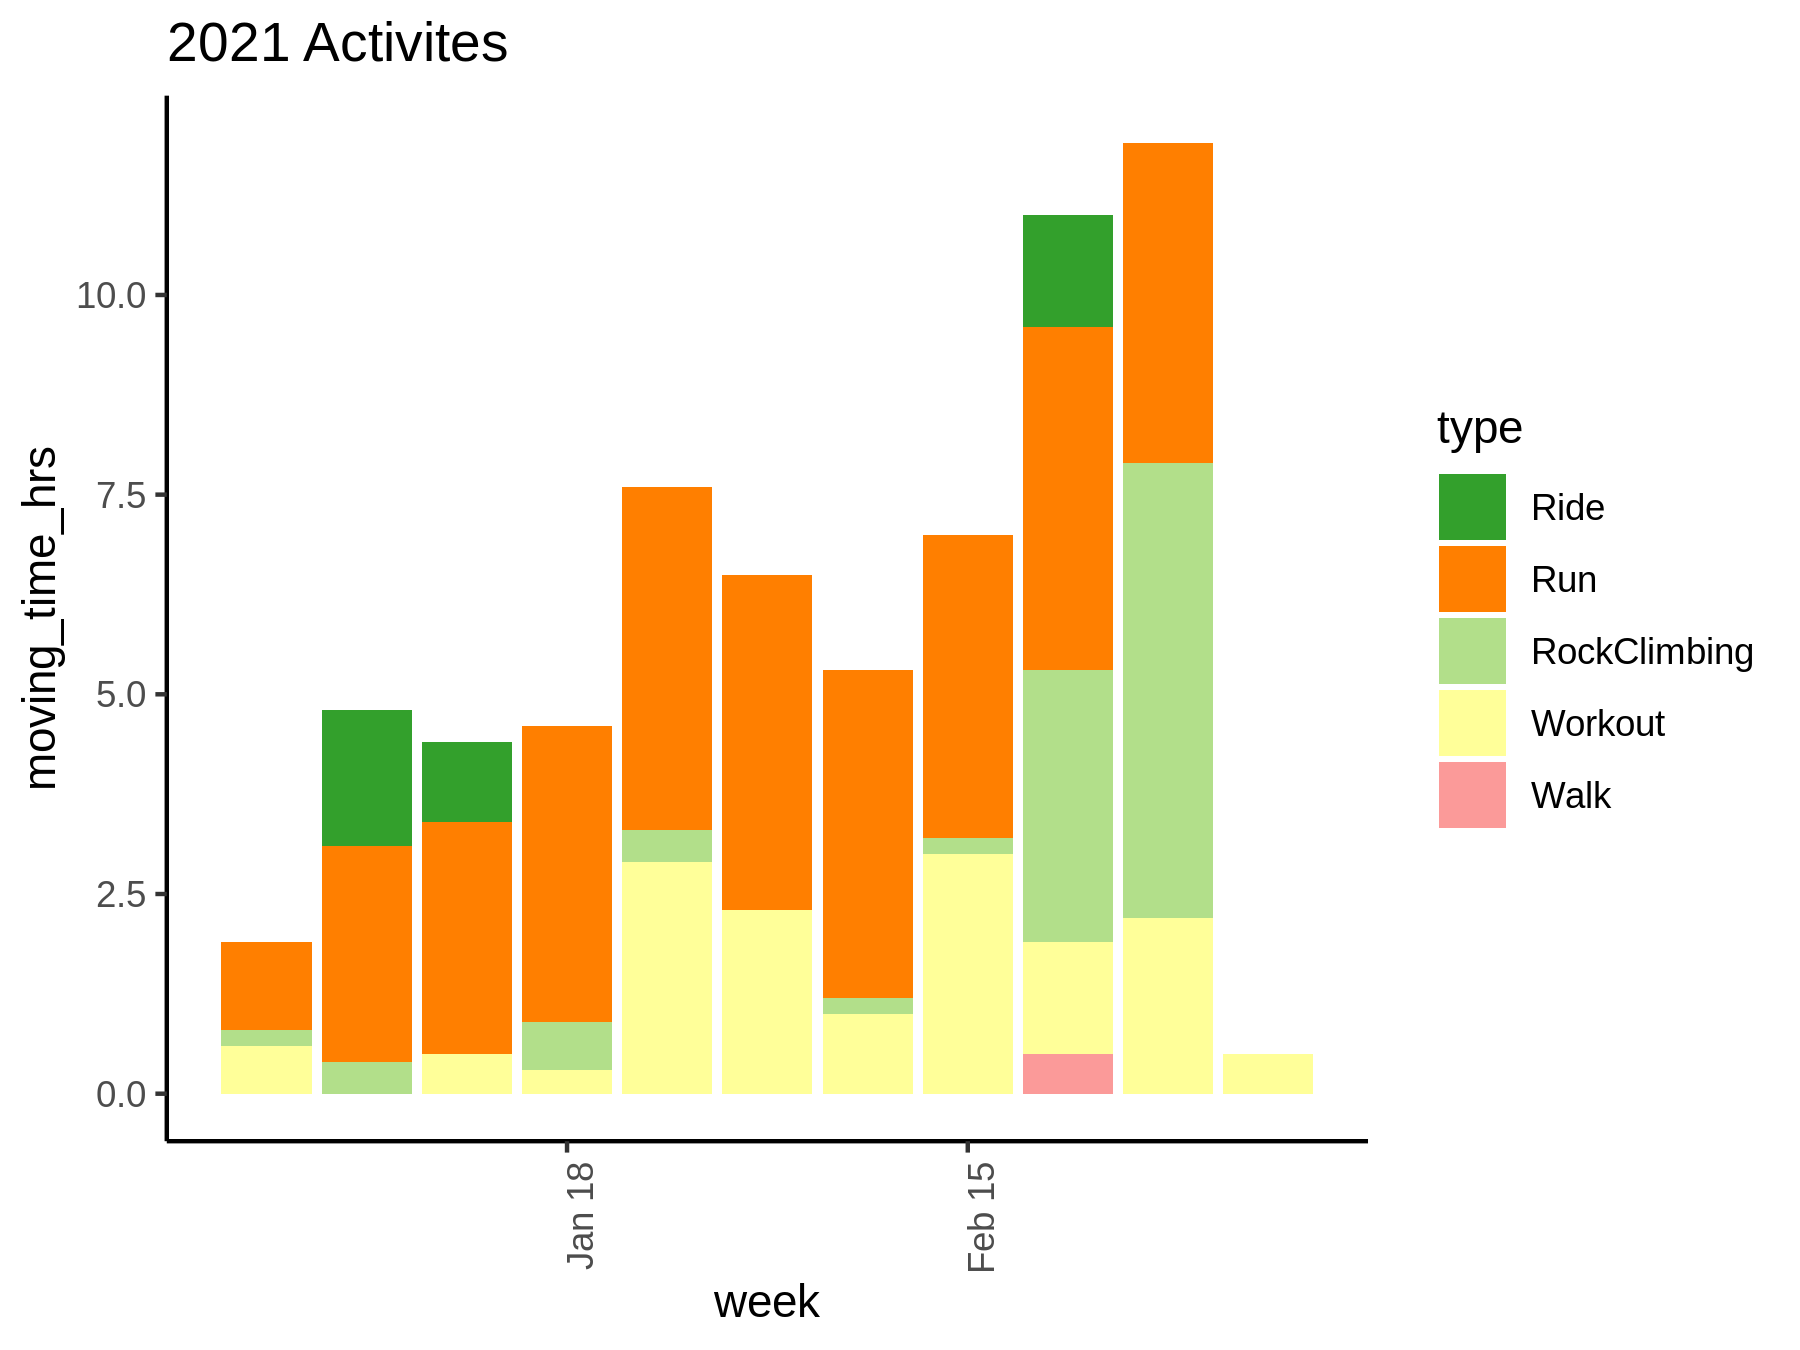 2021 Activites
moving_time_hrs
10.0
7.5
5.0
2.5
0.0
Jan 18
Feb 15
week
type
Ride
Run
RockClimbing
Workout
Walk